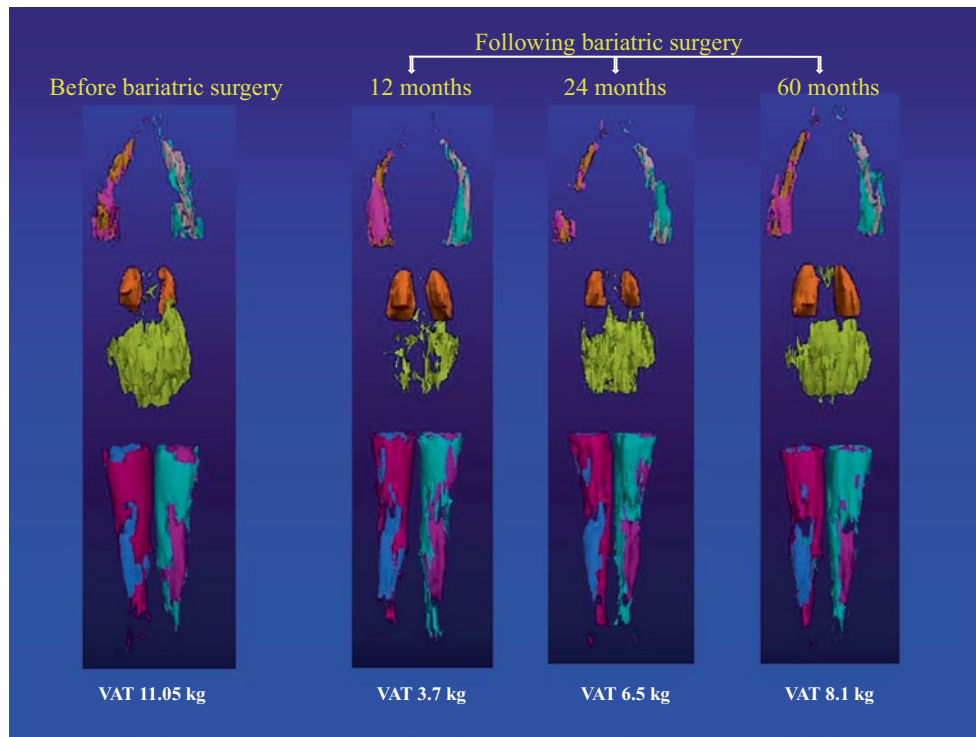 Following bariatric surgery
Before bariatric surgery 12 months 24 months 60 months
VAT 11.05 kg VAT 3.7 kg VAT 6.5 kg VAT 8.1 kg